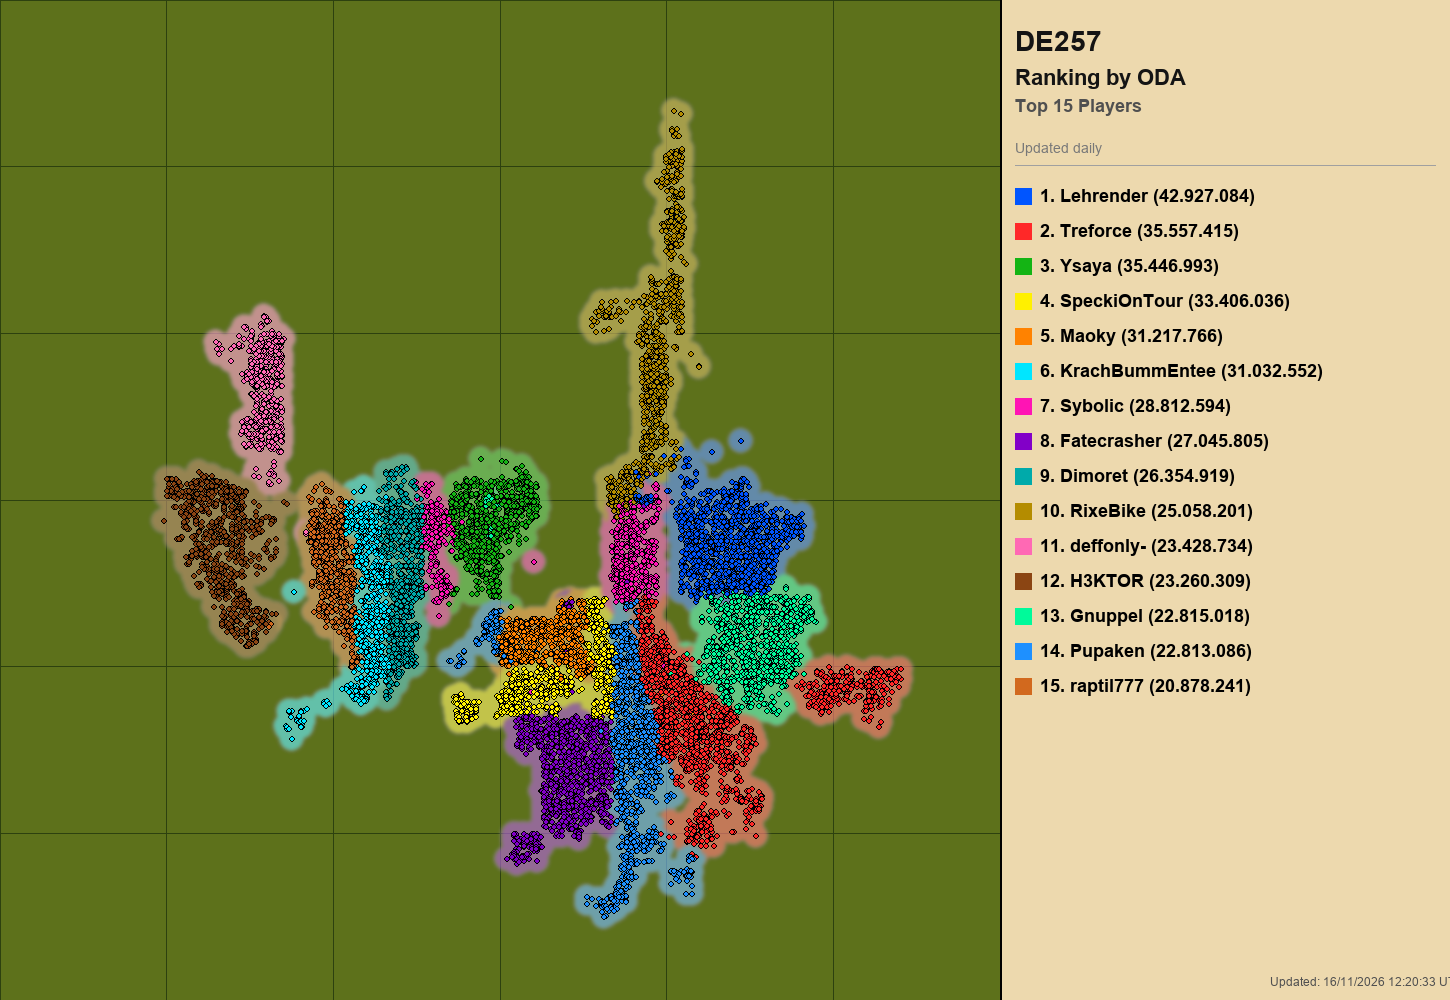 DE257
Ranking by ODA
Top 15 Players
Updated daily
1. Lehrender (42.927.084)
2. Treforce (35.557.415)
3. Ysaya (35.446.993)
4. SpeckiOnTour (33.406.036)
5. Maoky (31.217.766)
6. KrachBummEntee (31.032.552)
7. Sybolic (28.812.594)
8. Fatecrasher (27.045.805)
9. Dimoret (26.354.919)
10. RixeBike (25.058.201)
11. deffonly- (23.428.734)
12. H3KTOR (23.260.309)
13. Gnuppel (22.815.018)
14. Pupaken (22.813.086)
15. raptil777 (20.878.241)
Updated: 16/11/2026 12:20:33